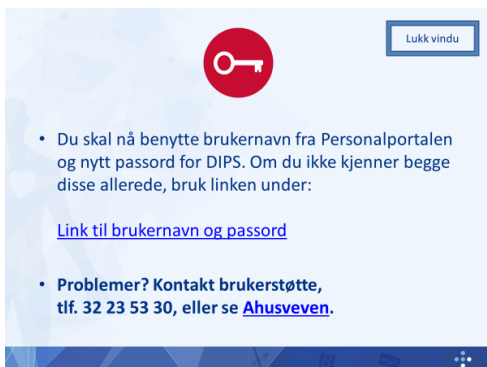 Lukk vindu
• Du skal nå benytte brukernavn fra Personalportalen
og nytt passord for DIPS. Om du ikke kjenner begge
disse allerede, bruk linken under:
Link til brukernavn og passord
• Problemer? Kontakt brukerstøtte,
tlf. 32 23 53 30, eller se Ahusveven.